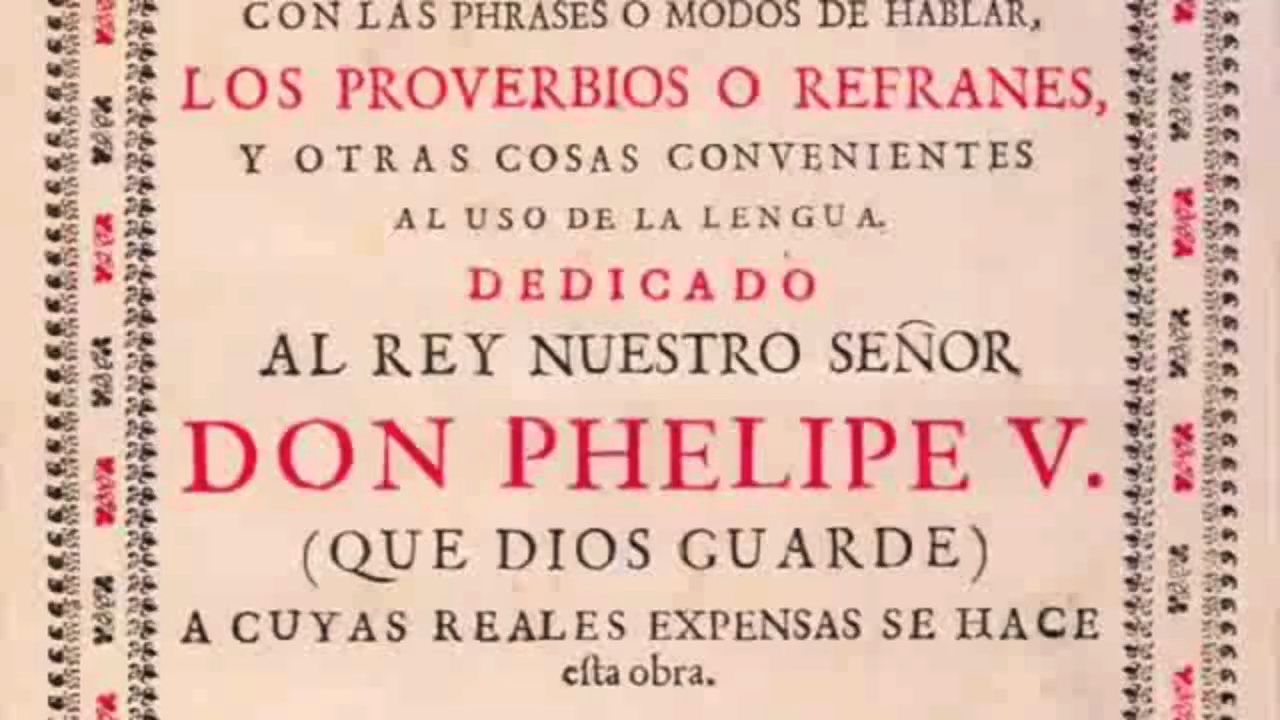 CON LAS PHRASES O MODOS DE HABLAR,
LOS PROVERBIOS O REFRANES,
Y OTRAS COSAS CONVENIENTES
AL USO DE LA LENGUA.
DEDICADO
AL REY NUESTRO SEÑOR
DON PHELIPE V.
(QUE DIOS GUARDE)
A CUYAS REALES EXPENSAS SE HACE
eſta obra.